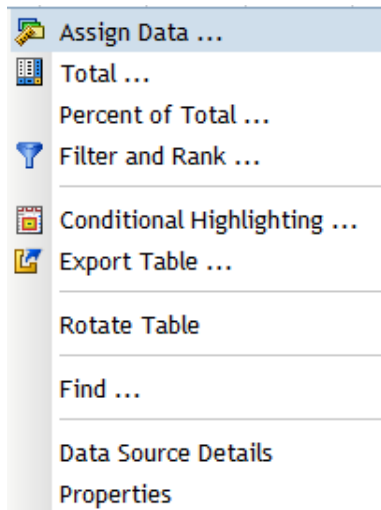 Assign Data ...
Total ...
Percent of Total ...
Filter and Rank ...
Conditional Highlighting ...
Export Table ...
Rotate Table
Find ...
Data Source Details
Properties